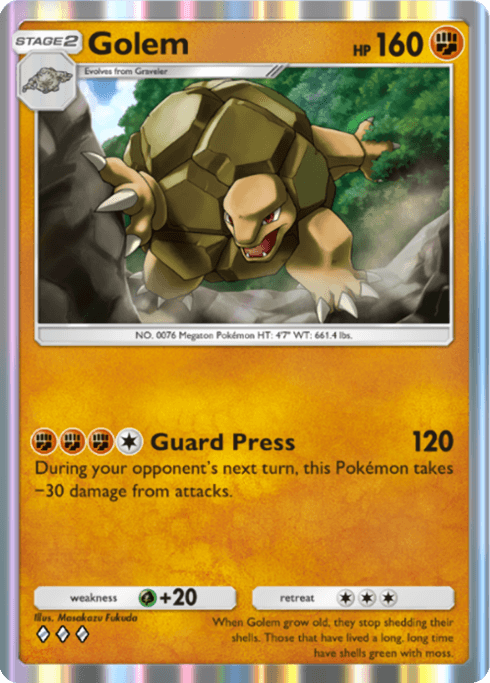 STAGE 2 Golem HP 160
Evolves from Graveler
NO. 0076 Megaton Pokémon HT: 4'7" WT: 661.4 lbs.
Guard Press 120
During your opponent's next turn, this Pokémon takes
−30 damage from attacks.
weakness +20 retreat
Illus. Masakazu Fukuda
When Golem grow old, they stop shedding their
shells. Those that have lived a long, long time
have shells green with moss.